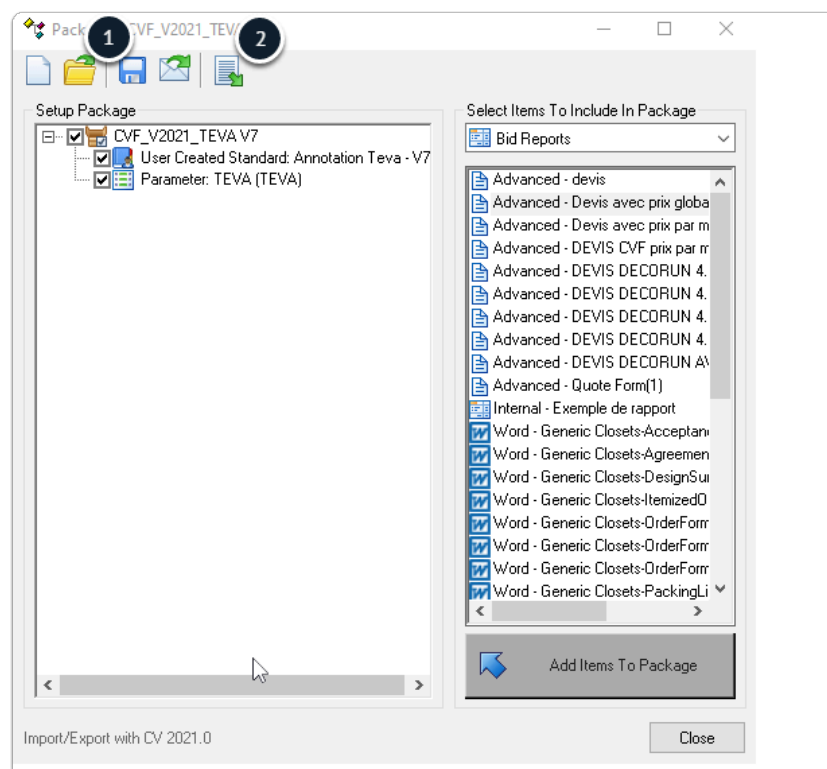 Pack
CVF_V2021_TEV
1
2
Setup Package
CVF_V2021_TEVA V7
User Created Standard: Annotation Teva - V7
Parameter: TEVA (TEVA)
Select Items To Include In Package
Bid Reports
Advanced - devis
Advanced - Devis avec prix globa
Advanced - Devis avec prix par m
Advanced - DEVIS CVF prix par m
Advanced - DEVIS DECORUN 4.
Advanced - DEVIS DECORUN 4.
Advanced - DEVIS DECORUN 4.
Advanced - DEVIS DECORUN 4.
Advanced - DEVIS DECORUN AV
Advanced - Quote Form(1)
Internal - Exemple de rapport
Word - Generic Closets-Acceptan
Word - Generic Closets-Agreemen
Word - Generic Closets-DesignSu
Word - Generic Closets-ItemizedO
Word - Generic Closets-OrderForm
Word - Generic Closets-OrderForm
Word - Generic Closets-OrderForm
Word - Generic Closets-PackingLi
Add Items To Package
Import/Export with CV 2021.0
Close